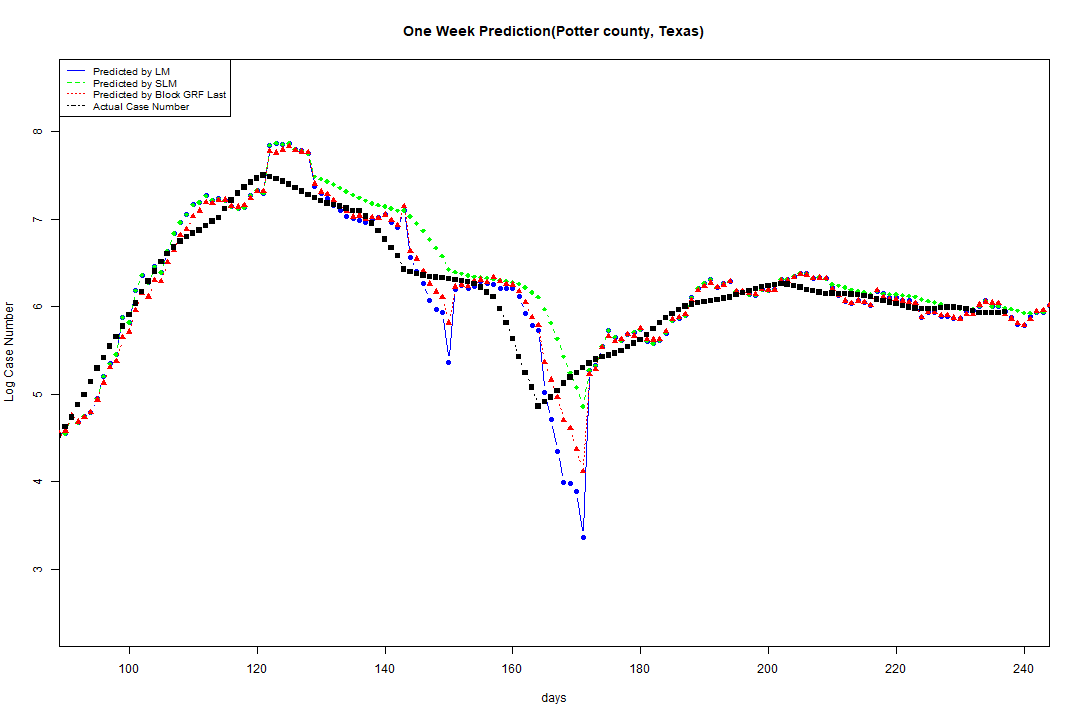 One Week Prediction(Potter county, Texas)
Predicted by LM
Predicted by SLM
Predicted by Block GRF Last
Actual Case Number
8
7
6
5
4
3
Log Case Number
100 120 140 160 180 200 220 240
days